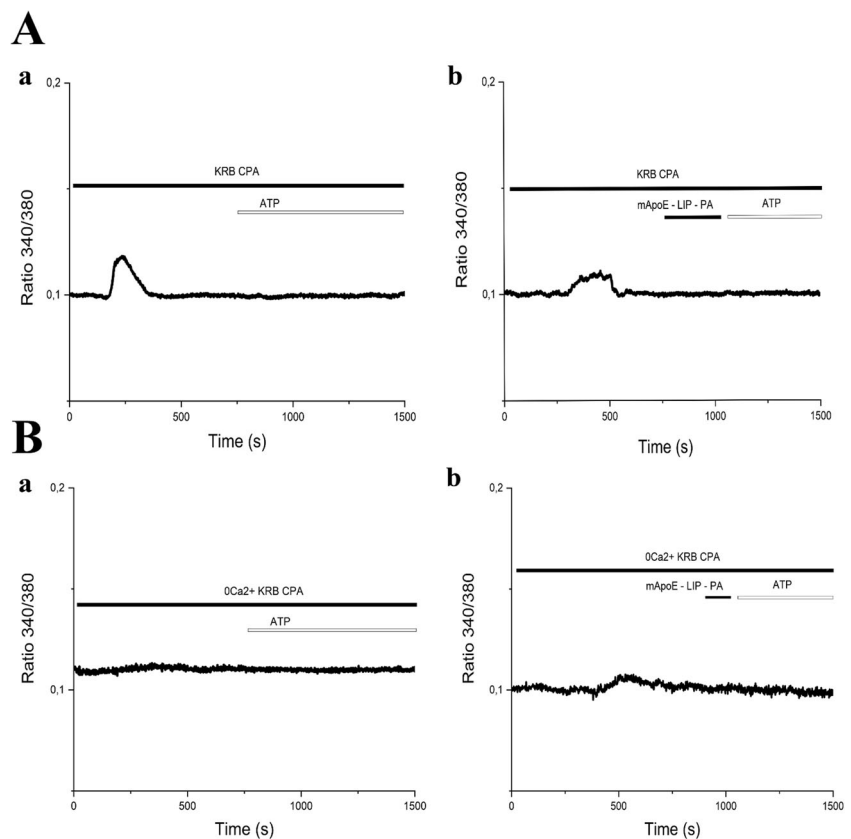 A
a
0,2
KRB CPA
ATP
Ratio 340/380
0,1
0
500
1000
1500
Time (s)
b
0,2
KRB CPA
mApoE - LIP - PA
ATP
Ratio 340/380
0,1
0
500
1000
1500
Time (s)
B
a
0,2
0Ca2+ KRB CPA
ATP
Ratio 340/380
0,1
0
500
1000
1500
Time (s)
b
0,2
0Ca2+ KRB CPA
mApoE - LIP - PA
ATP
Ratio 340/380
0,1
0
500
1000
1500
Time (s)